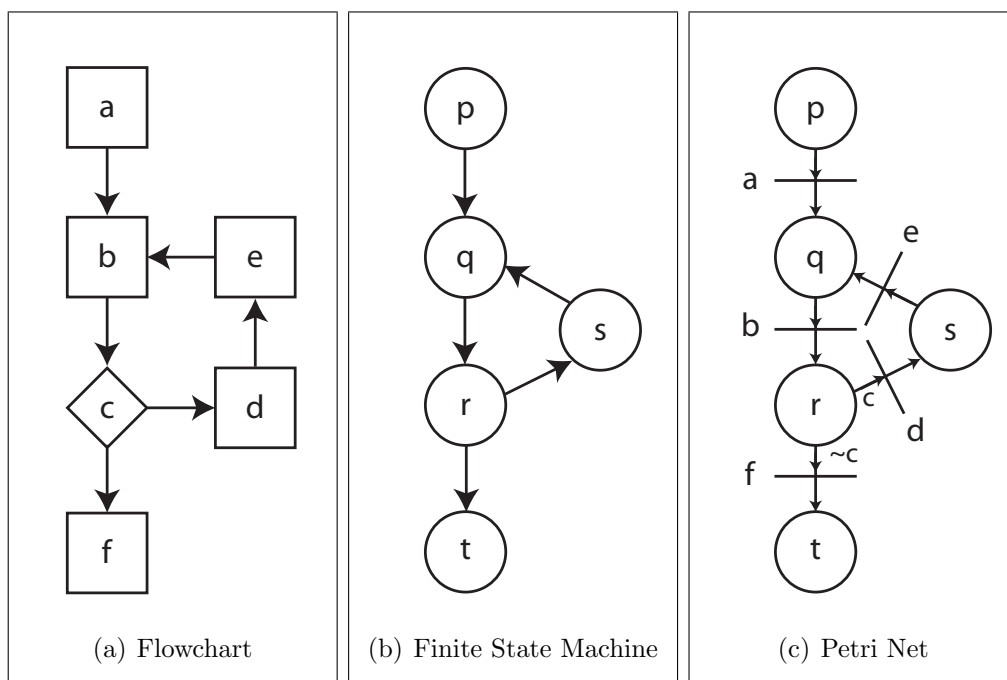 a
b
e
c
d
f
(a) Flowchart
p
q
s
r
t
(b) Finite State Machine
p
a
q
e
b
s
r
c
d
~c
f
t
(c) Petri Net